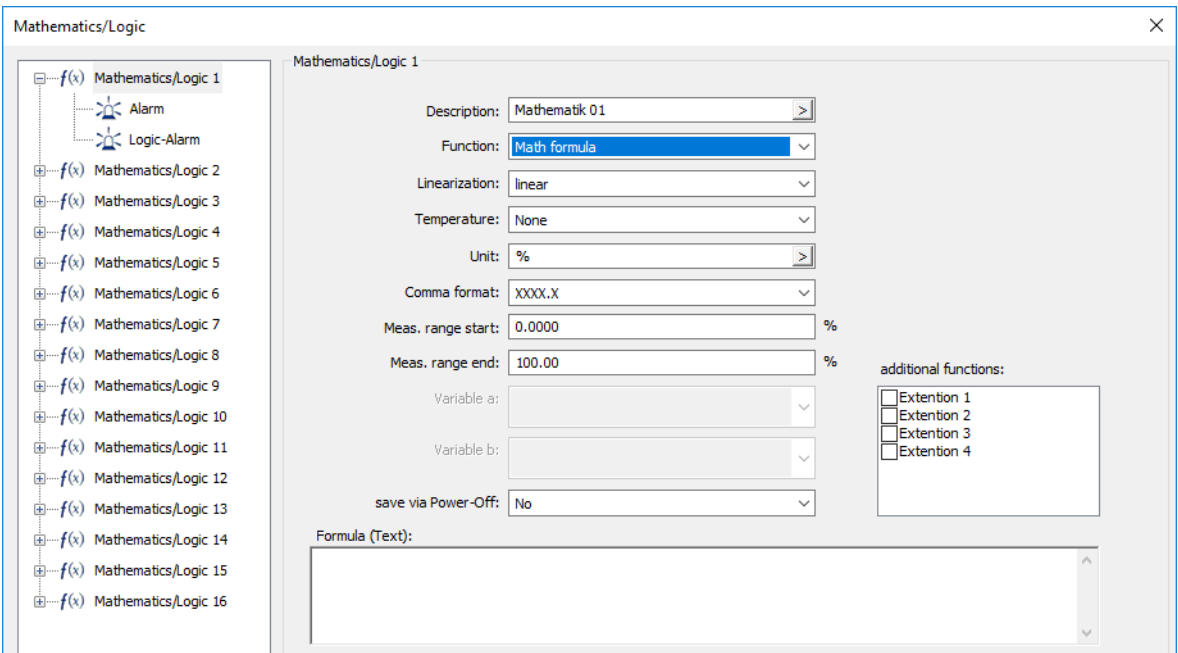 Mathematics/Logic
f(x) Mathematics/Logic 1
Alarm
Logic-Alarm
f(x) Mathematics/Logic 2
f(x) Mathematics/Logic 3
f(x) Mathematics/Logic 4
f(x) Mathematics/Logic 5
f(x) Mathematics/Logic 6
f(x) Mathematics/Logic 7
f(x) Mathematics/Logic 8
f(x) Mathematics/Logic 9
f(x) Mathematics/Logic 10
f(x) Mathematics/Logic 11
f(x) Mathematics/Logic 12
f(x) Mathematics/Logic 13
f(x) Mathematics/Logic 14
f(x) Mathematics/Logic 15
f(x) Mathematics/Logic 16
Mathematics/Logic 1
Description: Mathematik 01 >
Function: Math formula
Linearization: linear
Temperature: None
Unit: % >
Comma format: XXXX.X
Meas. range start: 0.0000 %
Meas. range end: 100.00 %
Variable a:
Variable b:
save via Power-Off: No
additional functions:
Extention 1
Extention 2
Extention 3
Extention 4
Formula (Text):